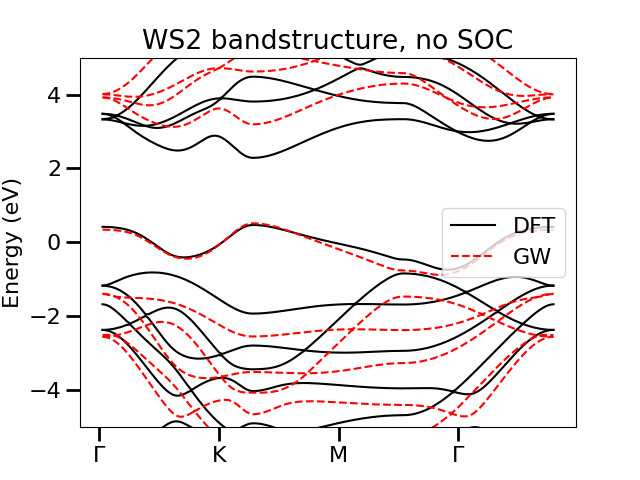 WS2 bandstructure, no SOC
Energy (eV)
4
2
0
−2
−4
DFT
GW
Γ K M Γ